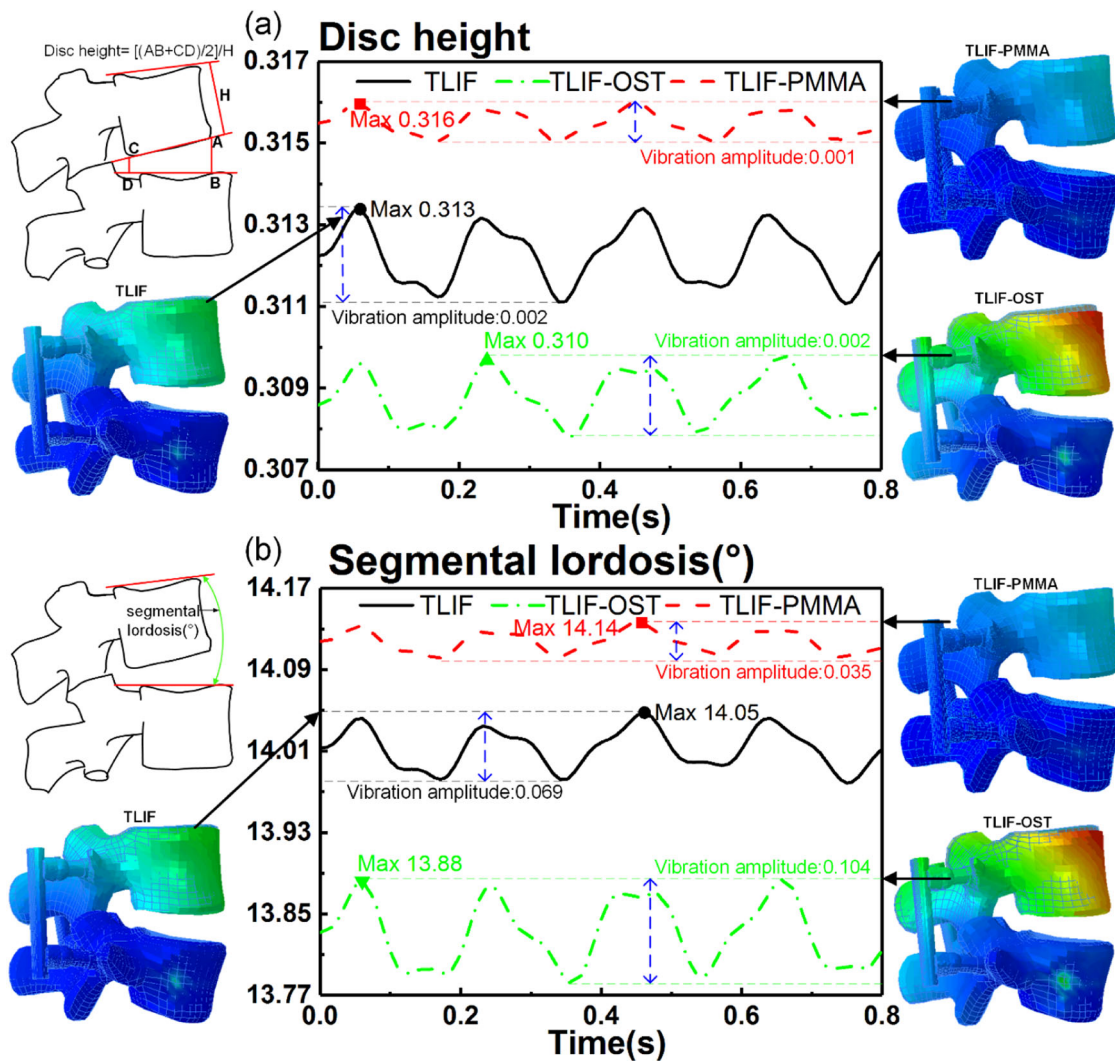 (a) Disc height
Disc height= [(AB+CD)/2]/H
H
A
C
D
B
TLIF
0.317
0.315
0.313
0.311
0.309
0.307
TLIF TLIF-OST TLIF-PMMA
Max 0.316
Vibration amplitude:0.001
Max 0.313
Vibration amplitude:0.002
Max 0.310
Vibration amplitude:0.002
0.0 0.2 0.4 0.6 0.8
Time(s)
TLIF-PMMA
TLIF-OST
(b) Segmental lordosis(°)
segmental
lordosis(°)
TLIF
14.17
14.09
14.01
13.93
13.85
13.77
TLIF TLIF-OST TLIF-PMMA
Max 14.14
Vibration amplitude:0.035
Max 14.05
Vibration amplitude:0.069
Max 13.88
Vibration amplitude:0.104
0.0 0.2 0.4 0.6 0.8
Time(s)
TLIF-PMMA
TLIF-OST